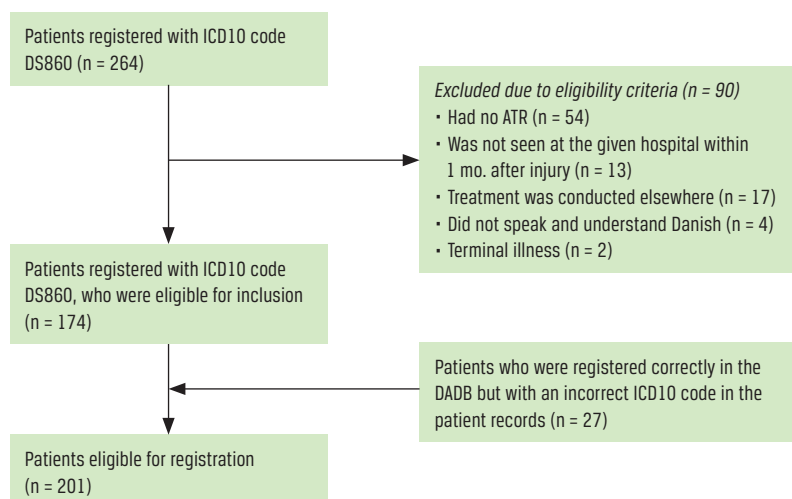 Patients registered with ICD10 code
DS860 (n = 264)
Excluded due to eligibility criteria (n = 90)
· Had no ATR (n = 54)
· Was not seen at the given hospital within
1 mo. after injury (n = 13)
· Treatment was conducted elsewhere (n = 17)
· Did not speak and understand Danish (n = 4)
· Terminal illness (n = 2)
Patients registered with ICD10 code
DS860, who were eligible for inclusion
(n = 174)
Patients who were registered correctly in the
DADB but with an incorrect ICD10 code in the
patient records (n = 27)
Patients eligible for registration
(n = 201)